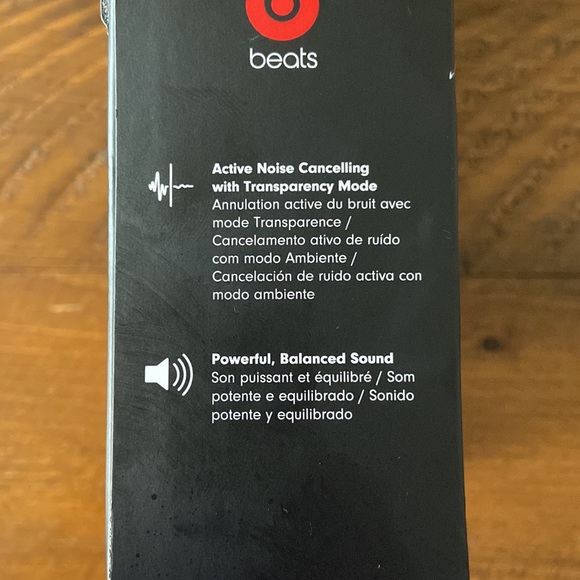 beats
Active Noise Cancelling
with Transparency Mode
Annulation active du bruit avec
mode Transparence /
Cancelamento ativo de ruído
com modo Ambiente /
Cancelación de ruido activa con
modo ambiente
Powerful, Balanced Sound
Son puissant et équilibré / Som
potente e equilibrado / Sonido
potente y equilibrado